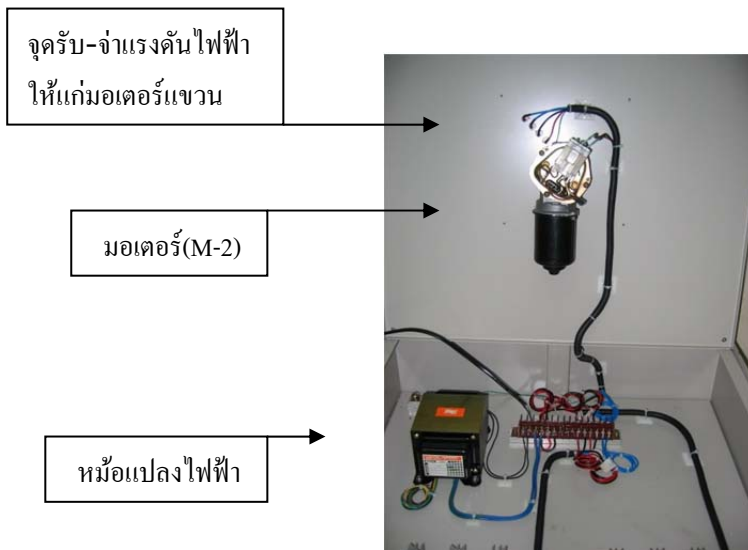 จุดรับ-จ่าแรงดันไฟฟ้า
ให้แก่มอเตอร์แขวน
มอเตอร์(M-2)
หม้อแปลงไฟฟ้า